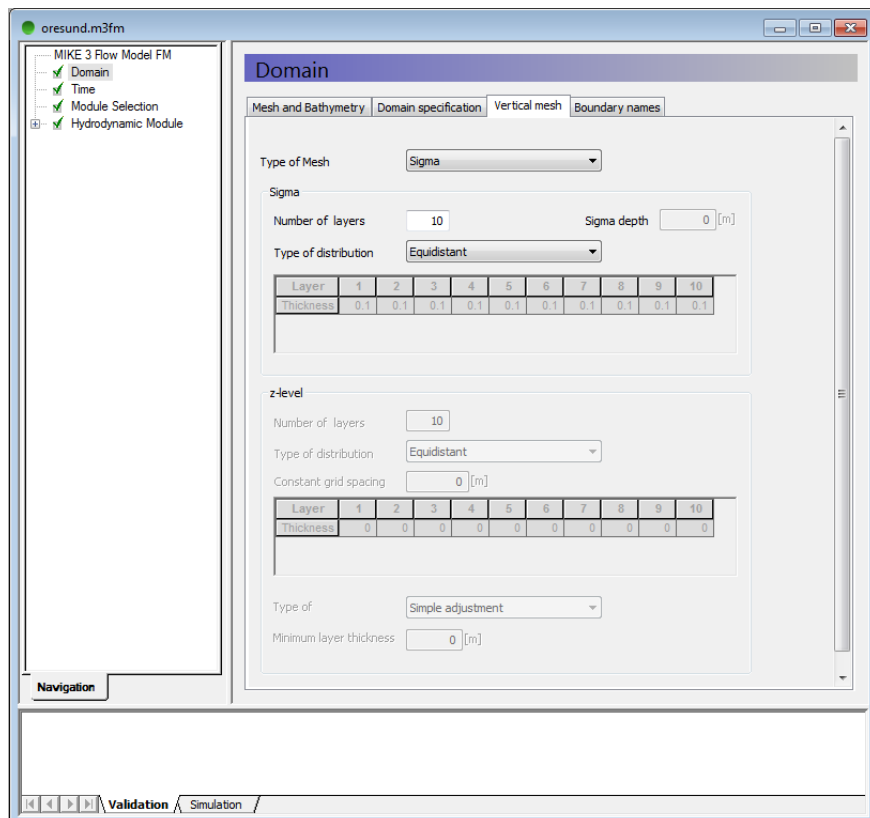 oresund.m3fm
MIKE 3 Flow Model FM
Domain
Time
Module Selection
Hydrodynamic Module
Navigation
Domain
Mesh and Bathymetry Domain specification Vertical mesh Boundary names
Type of Mesh Sigma
Sigma
Number of layers 10 Sigma depth 0 [m]
Type of distribution Equidistant
Layer 1 2 3 4 5 6 7 8 9 10
Thickness 0.1 0.1 0.1 0.1 0.1 0.1 0.1 0.1 0.1 0.1
z-level
Number of layers 10
Type of distribution Equidistant
Constant grid spacing 0 [m]
Layer 1 2 3 4 5 6 7 8 9 10
Thickness 0 0 0 0 0 0 0 0 0 0
Type of Simple adjustment
Minimum layer thickness 0 [m]
Validation Simulation